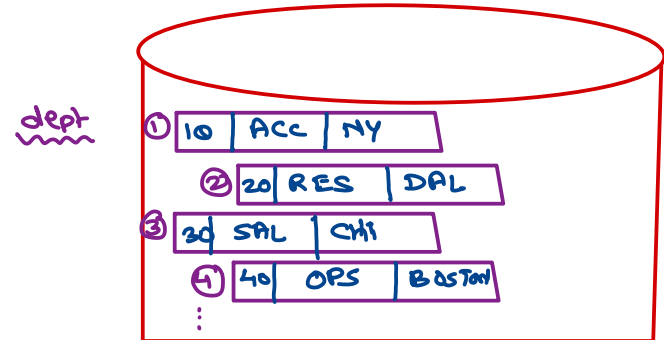 dept
① 10 ACC NY
② 20 RES DAL
③ 30 SAL CHI
④ 40 OPS BOSTON